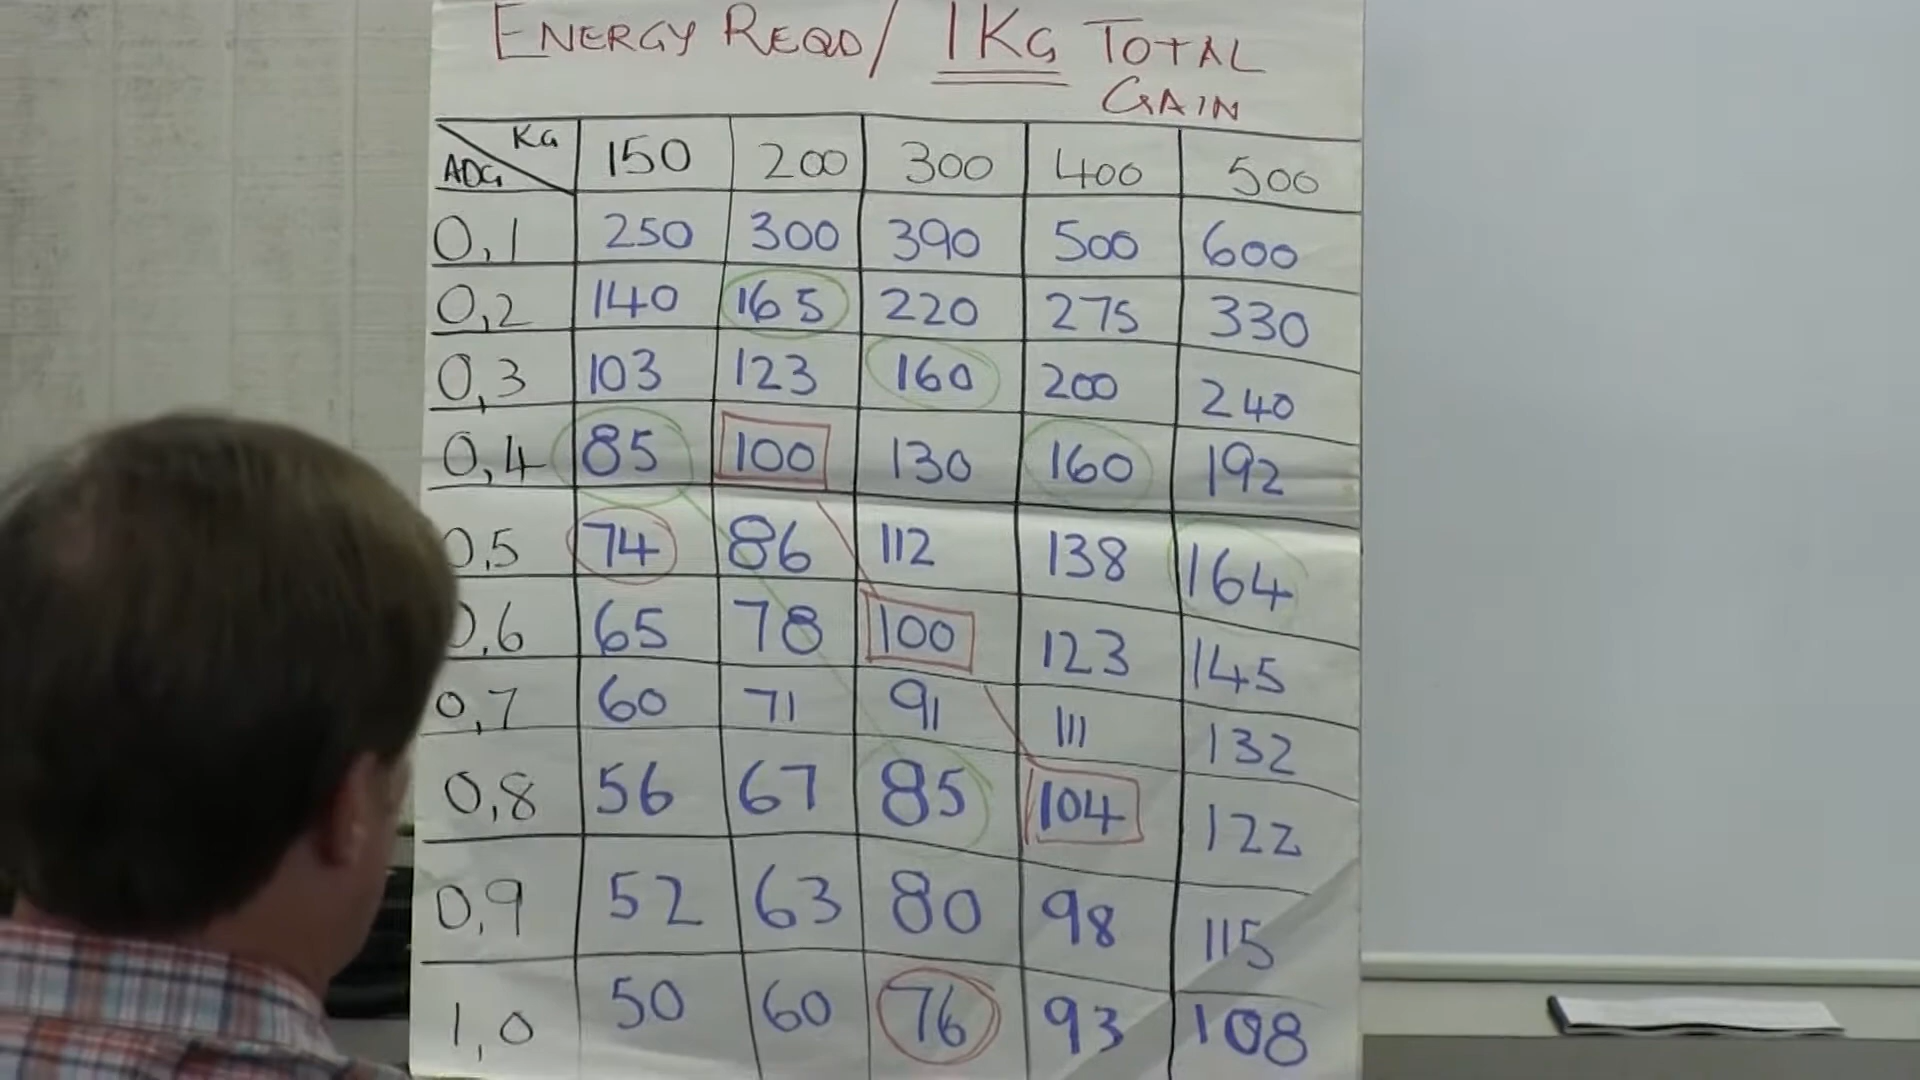 ENERGY REQD/ 1KG TOTAL
GAIN
KG
ADG 150 200 300 400 500
0,1 250 300 390 500 600
0,2 140 165 220 275 330
0,3 103 123 160 200 240
0,4 85 100 130 160 192
0,5 74 86 112 138 164
0,6 65 78 100 123 145
0,7 60 71 91 111 132
0,8 56 67 85 104 122
0,9 52 63 80 98 115
1,0 50 60 76 93 108